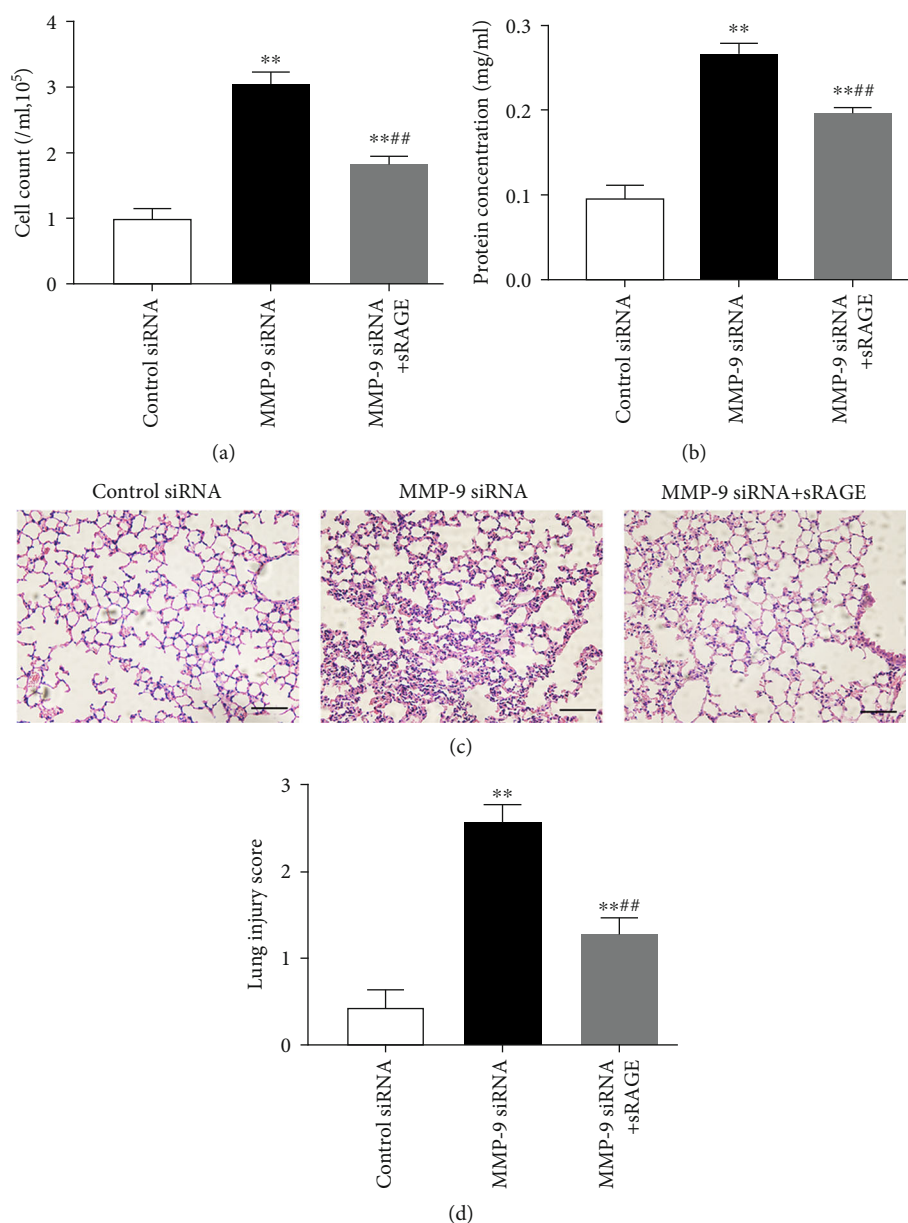 Cell count (/ml,10⁵)
4
3
2
1
0
**
**##
Control siRNA
MMP-9 siRNA
MMP-9 siRNA
+sRAGE
(a)
Protein concentration (mg/ml)
0.3
0.2
0.1
0.0
**
**##
Control siRNA
MMP-9 siRNA
MMP-9 siRNA
+sRAGE
(b)
Control siRNA
MMP-9 siRNA
MMP-9 siRNA+sRAGE
(c)
Lung injury score
3
2
1
0
**
**##
Control siRNA
MMP-9 siRNA
MMP-9 siRNA
+sRAGE
(d)